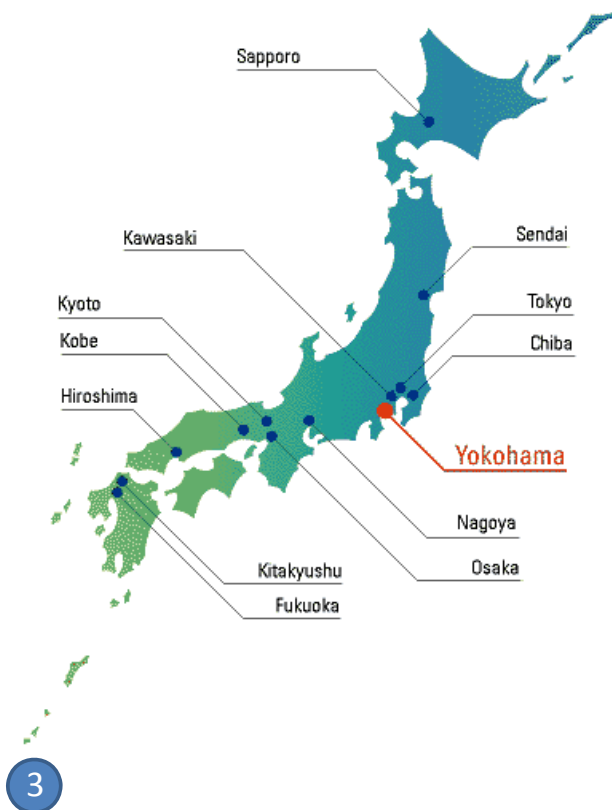 Sapporo
Kawasaki
Sendai
Kyoto
Tokyo
Kobe
Chiba
Hiroshima
Yokohama
Nagoya
Kitakyushu
Osaka
Fukuoka
3